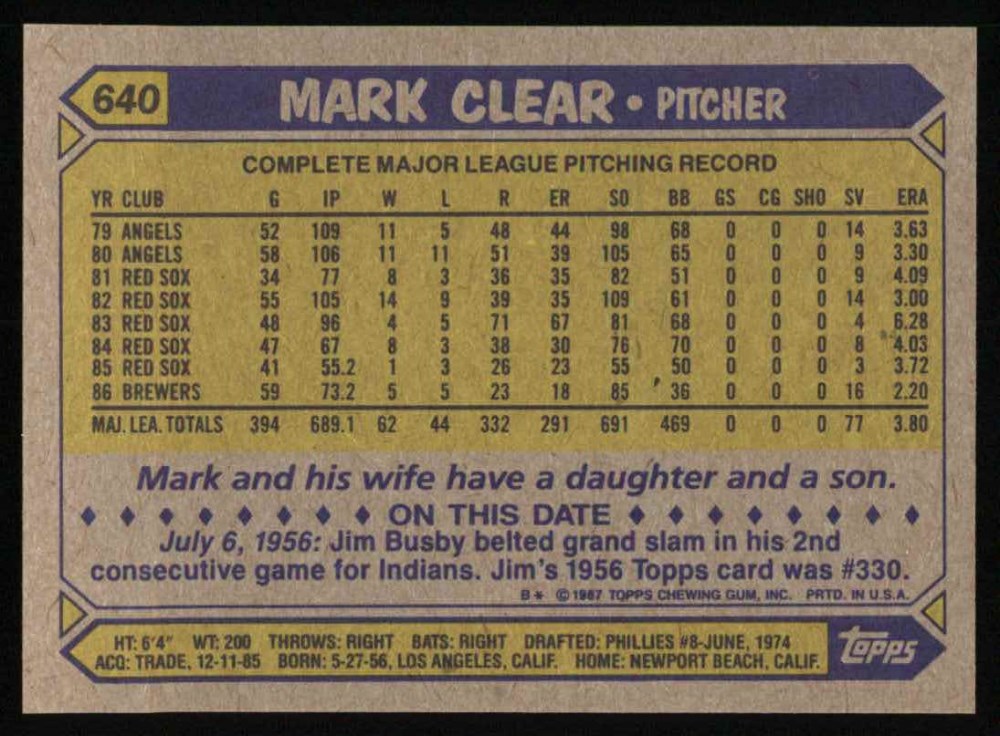 640 MARK CLEAR • PITCHER
COMPLETE MAJOR LEAGUE PITCHING RECORD
YR CLUB G IP W L R ER SO BB GS CG SHO SV ERA
79 ANGELS 52 109 11 5 48 44 98 68 0 0 0 14 3.63
80 ANGELS 58 106 11 11 51 39 105 65 0 0 0 9 3.30
81 RED SOX 34 77 8 3 36 35 82 51 0 0 0 9 4.09
82 RED SOX 55 105 14 9 39 35 109 61 0 0 0 14 3.00
83 RED SOX 48 96 4 5 71 67 81 68 0 0 0 4 6.28
84 RED SOX 47 67 8 3 38 30 76 70 0 0 0 8 4.03
85 RED SOX 41 55.2 1 3 26 23 55 50 0 0 0 3 3.72
86 BREWERS 59 73.2 5 5 23 18 85 36 0 0 0 16 2.20
MAJ. LEA. TOTALS 394 689.1 62 44 332 291 691 469 0 0 0 77 3.80
Mark and his wife have a daughter and a son.
ON THIS DATE
July 6, 1956: Jim Busby belted grand slam in his 2nd
consecutive game for Indians. Jim's 1956 Topps card was #330.
B* ©1987 TOPPS CHEWING GUM, INC. PRTD. IN U.S.A.
HT: 6'4" WT: 200 THROWS: RIGHT BATS: RIGHT DRAFTED: PHILLIES #8-JUNE, 1974
ACQ: TRADE, 12-11-85 BORN: 5-27-56, LOS ANGELES, CALIF. HOME: NEWPORT BEACH, CALIF.
topps